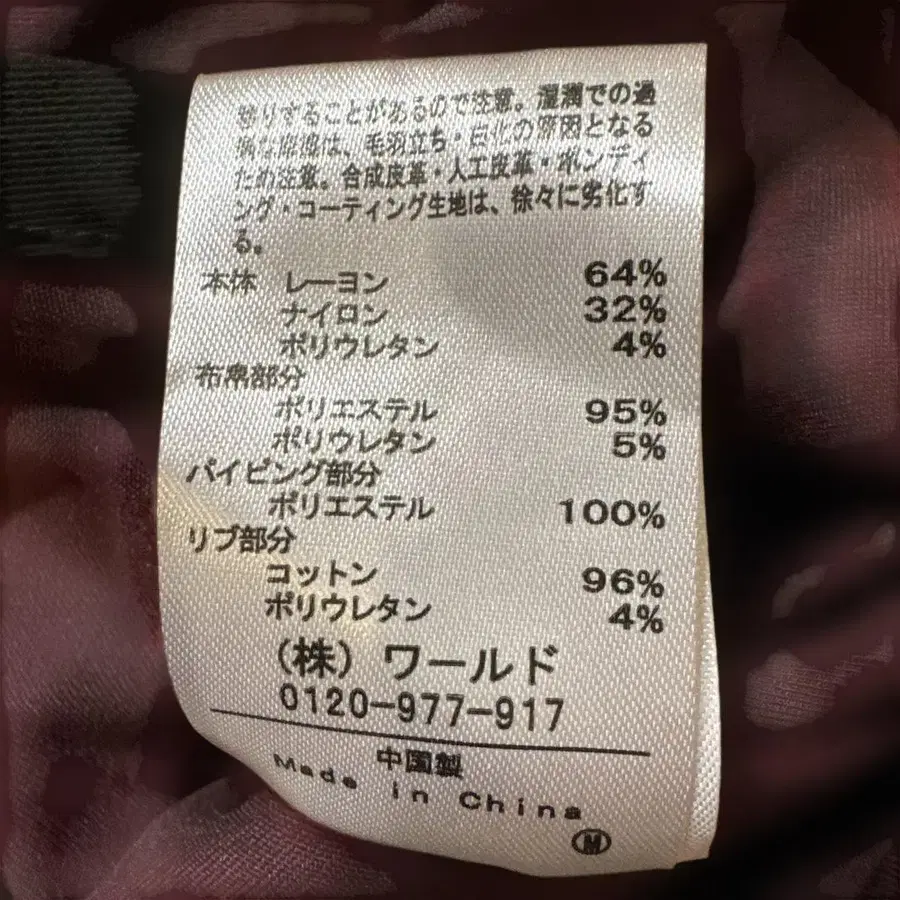 移りすることがあるので注意。湿潤での過
度な摩擦は、毛羽立ち・白化の原因となる
ため注意。合成皮革・人工皮革・ボンディ
ング・コーティング生地は、徐々に劣化す
る。
本体 レーヨン 64%
ナイロン 32%
ポリウレタン 4%
布帛部分
ポリエステル 95%
ポリウレタン 5%
パイピング部分
ポリエステル 100%
リブ部分
コットン 96%
ポリウレタン 4%
(株) ワールド
0120-977-917
中国製
Made in China
M